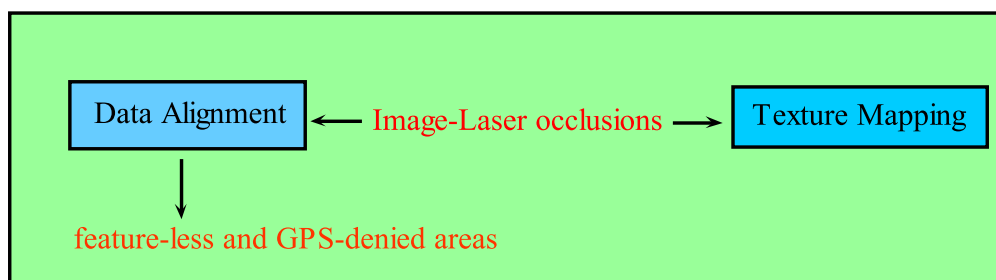 Data Alignment
Image-Laser occlusions
Texture Mapping
feature-less and GPS-denied areas